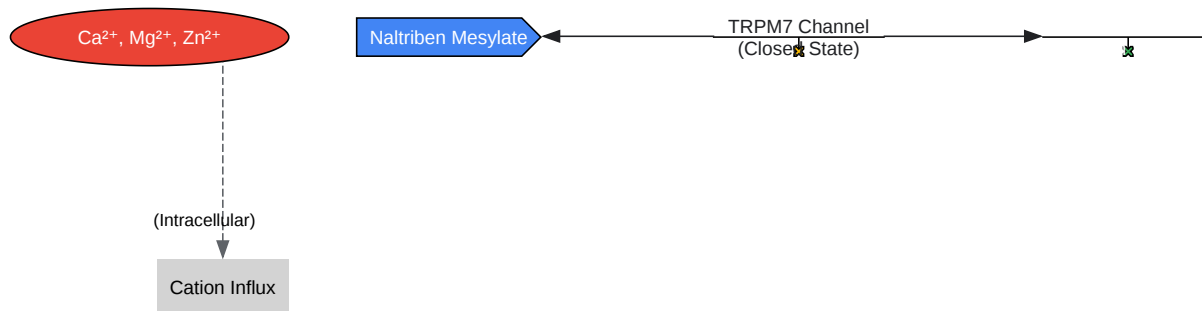 Ca²⁺, Mg²⁺, Zn²⁺
Naltriben Mesylate
TRPM7 Channel
(Closed State)
(Intracellular)
Cation Influx